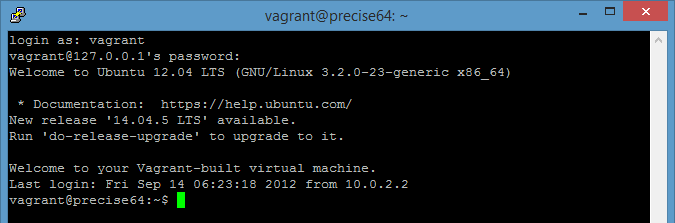 vagrant@precise64: ~
login as: vagrant
vagrant@127.0.0.1's password:
Welcome to Ubuntu 12.04 LTS (GNU/Linux 3.2.0-23-generic x86_64)
* Documentation:  https://help.ubuntu.com/
New release '14.04.5 LTS' available.
Run 'do-release-upgrade' to upgrade to it.
Welcome to your Vagrant-built virtual machine.
Last login: Fri Sep 14 06:23:18 2012 from 10.0.2.2
vagrant@precise64:~$